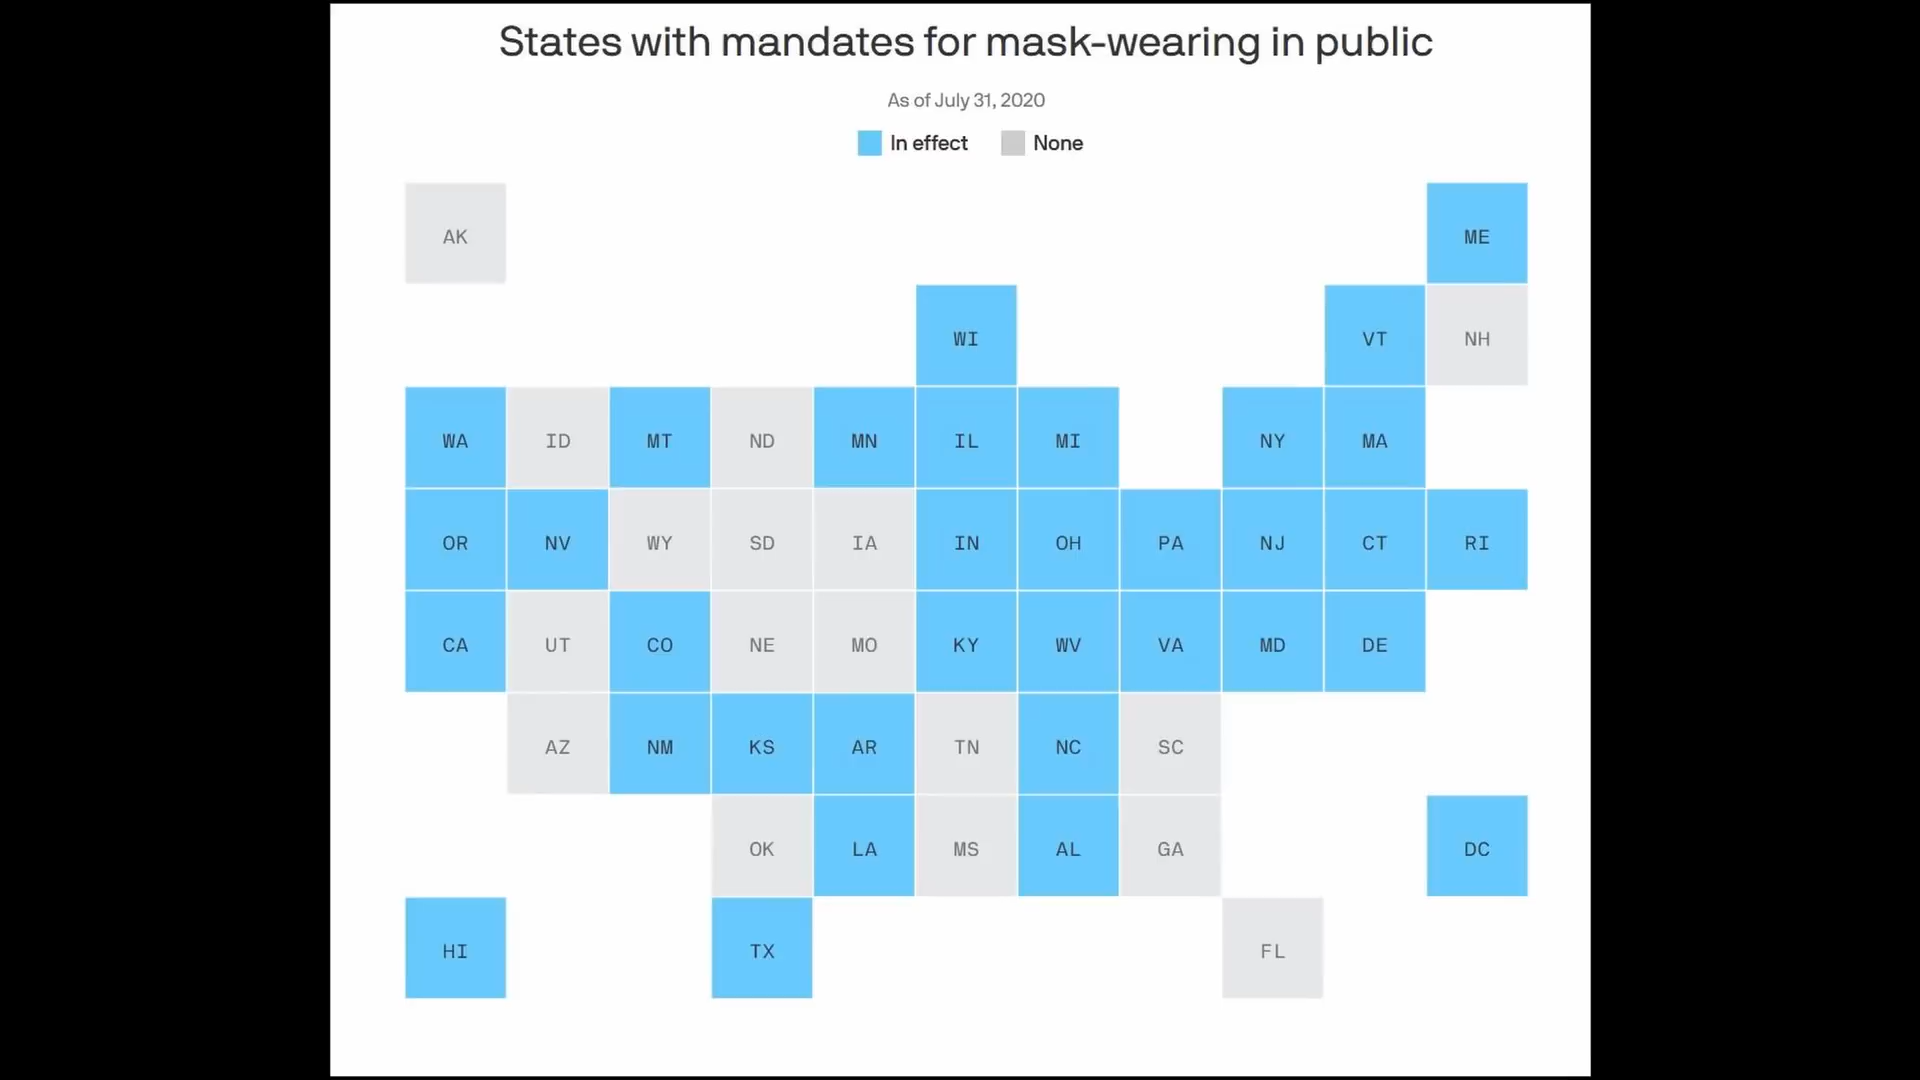 States with mandates for mask-wearing in public
As of July 31, 2020
In effect None
AK ME
WI VT NH
WA ID MT ND MN IL MI NY MA
OR NV WY SD IA IN OH PA NJ CT RI
CA UT CO NE MO KY WV VA MD DE
AZ NM KS AR TN NC SC
OK LA MS AL GA DC
HI TX FL